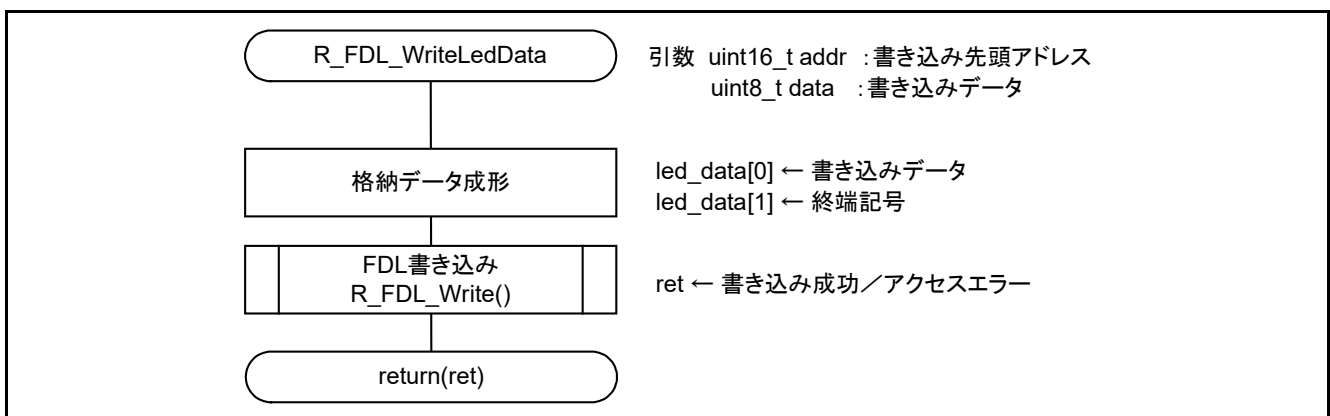 R_FDL_WriteLedData
引数 uint16_t addr :書き込み先頭アドレス
uint8_t data :書き込みデータ
格納データ成形
led_data[0] ← 書き込みデータ
led_data[1] ← 終端記号
FDL書き込み
R_FDL_Write()
ret ← 書き込み成功／アクセスエラー
return(ret)